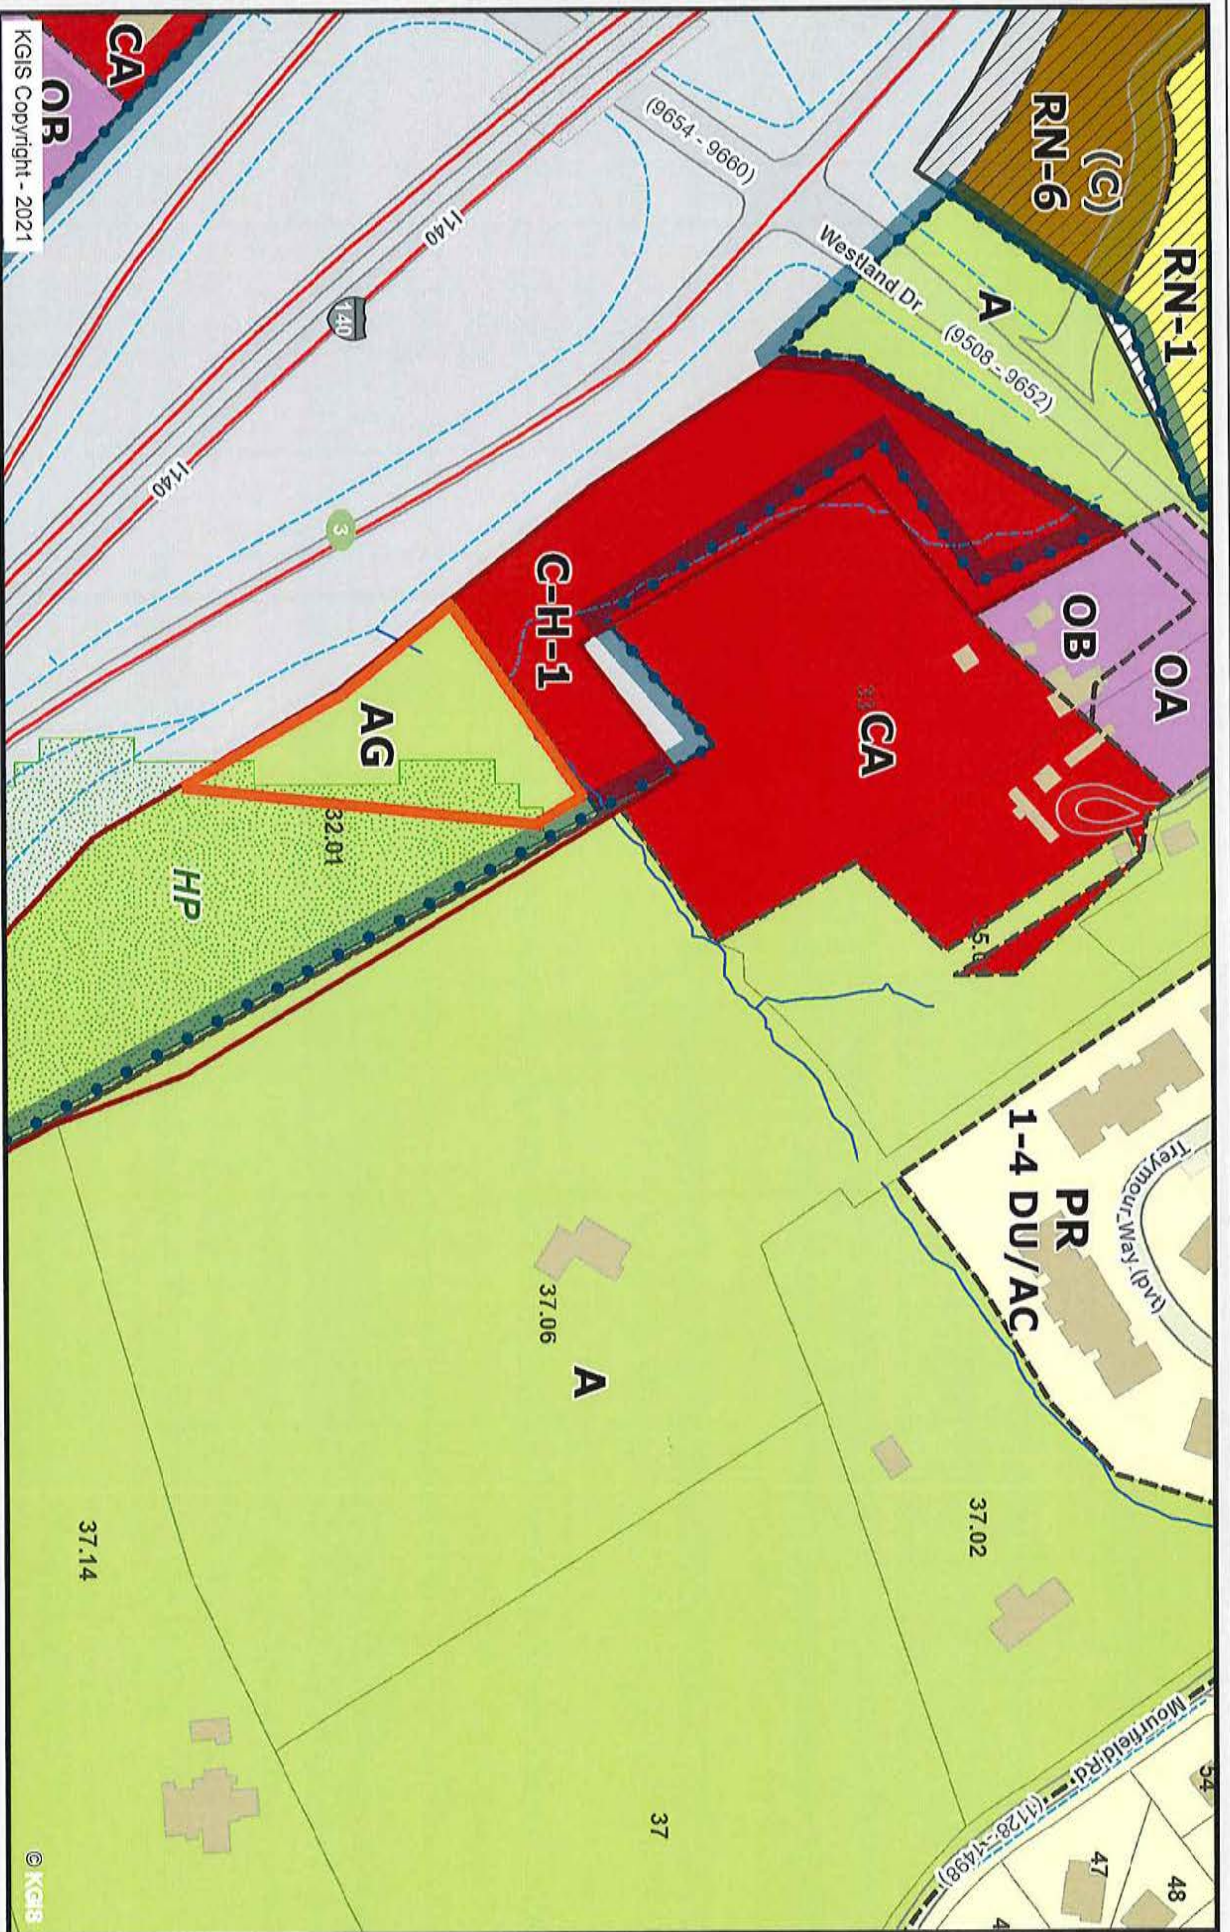 RN-1
(C)
RN-6
A
Westland Dr
(9508 - 9652)
(9654 - 9660)
I140
140
I140
3
CA
OB
KGIS Copyright - 2021
OA
OB
CA
C-H-1
AG
32.01
HP
PR
1-4 DU/AC
Treymour Way (pvt)
37.06
A
37.02
37.14
37
Mourfield Rd
(1128 - 1498)
54
48
47
4
© KGIS